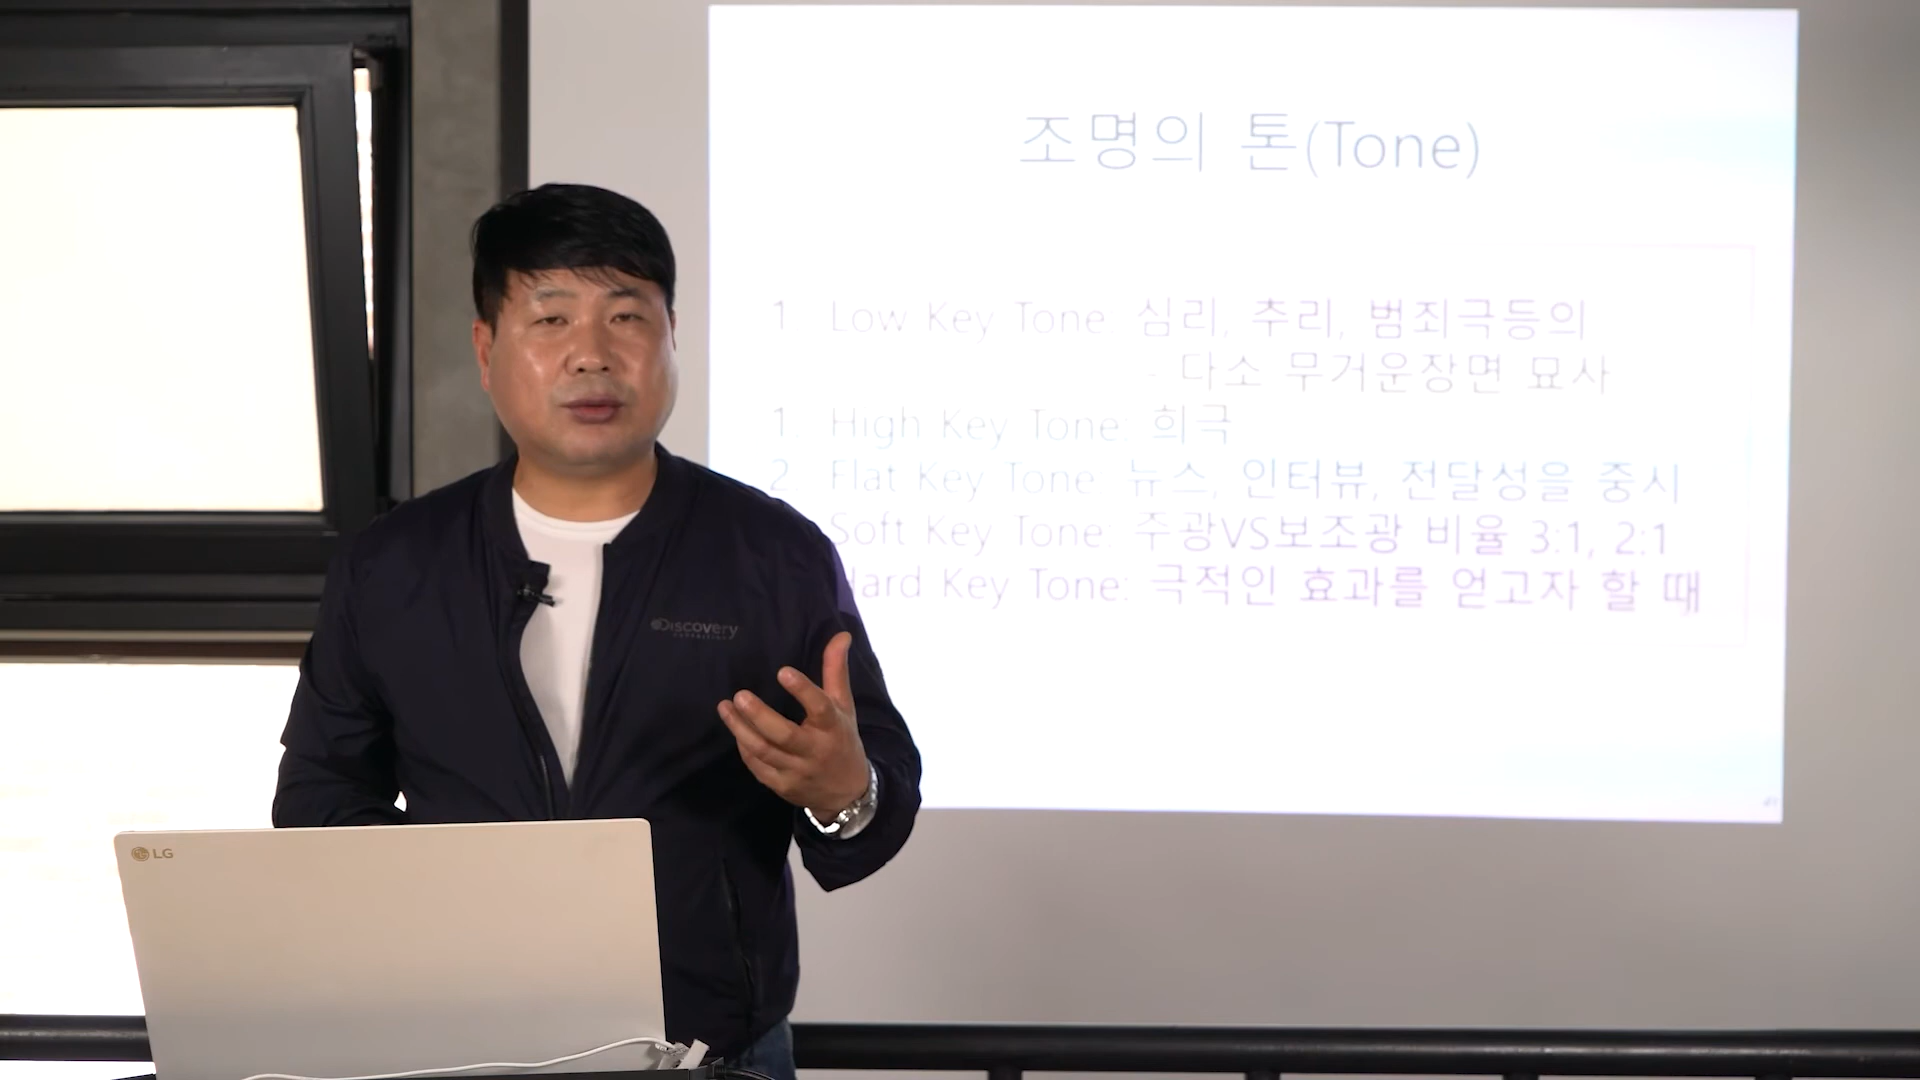 조명의 톤(Tone)
1. Low Key Tone: 심리, 추리, 범죄극등의
- 다소 무거운장면 묘사
1. High Key Tone: 희극
2. Flat Key Tone: 뉴스, 인터뷰, 전달성을 중시
Soft Key Tone: 주광VS보조광 비율 3:1, 2:1
Hard Key Tone: 극적인 효과를 얻고자 할 때
Discovery
LG